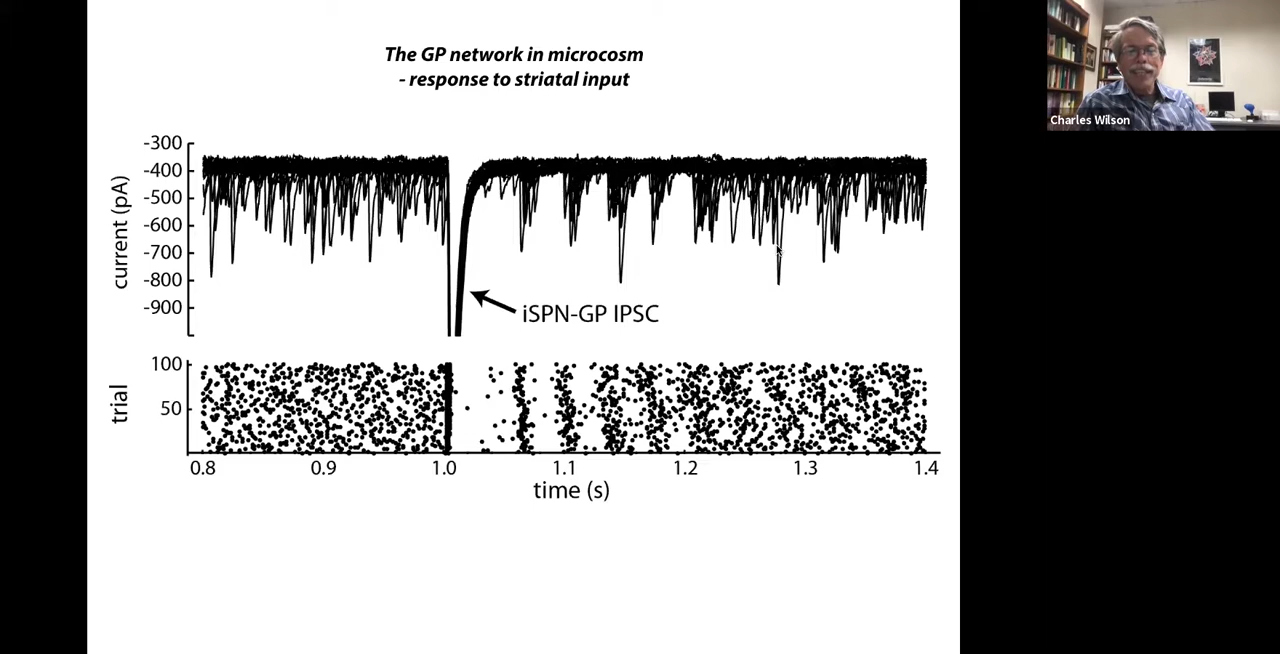 The GP network in microcosm
- response to striatal input
Charles Wilson
current (pA)
-300
-400
-500
-600
-700
-800
-900
iSPN-GP IPSC
trial
100
50
0.8 0.9 1.0 1.1 1.2 1.3 1.4
time (s)